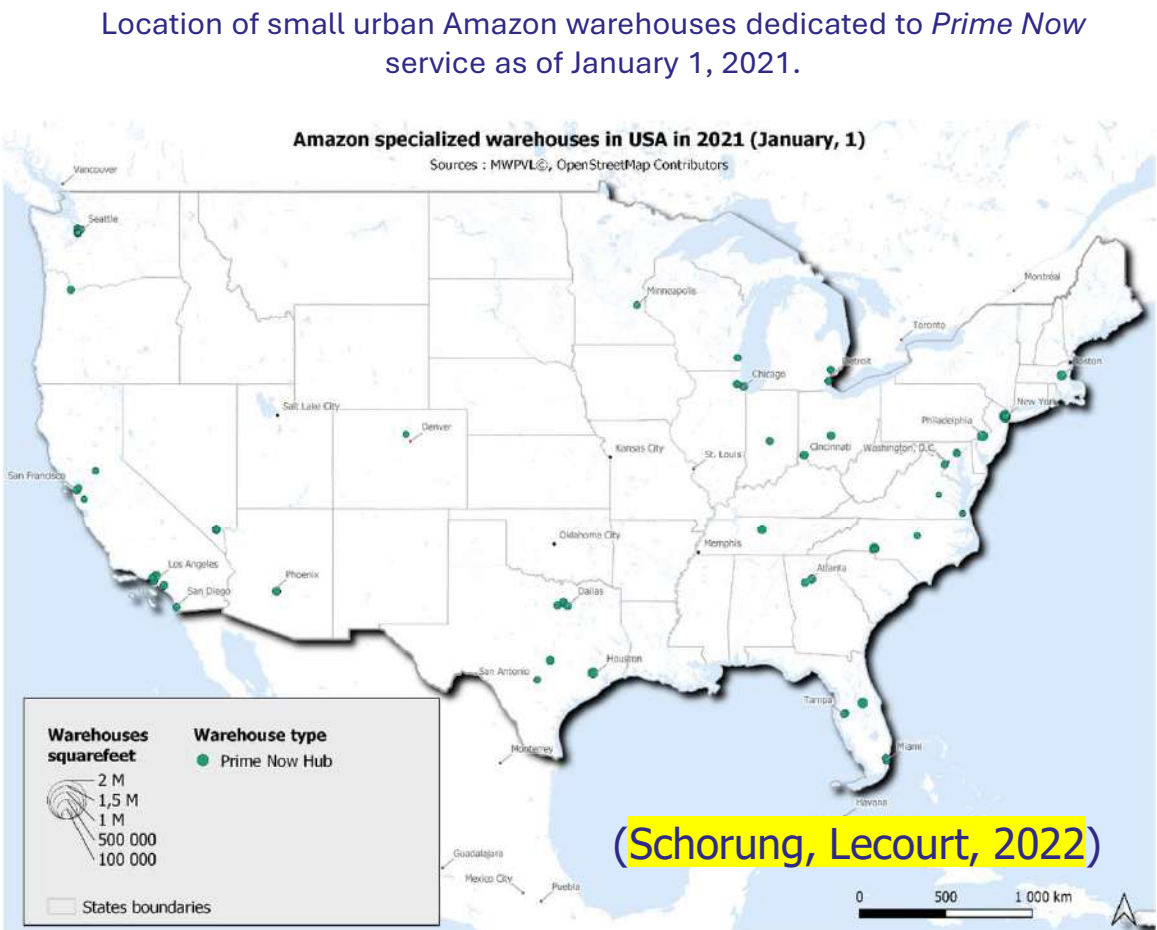 Location of small urban Amazon warehouses dedicated to Prime Now
service as of January 1, 2021.
Amazon specialized warehouses in USA in 2021 (January, 1)
Sources : MWPVL©, OpenStreetMap Contributors
Vancouver
Seattle
Montréal
Minneapolis
Toronto
Boston
Detroit
Chicago
New York
Salt Lake City
Philadelphia
Denver
Kansas City
St. Louis
Cincinnati
Washington, D.C.
San Francisco
Oklahoma City
Memphis
Los Angeles
Phoenix
Atlanta
San Diego
Dallas
Houston
San Antonio
Tampa
Monterrey
Miami
Havana
Warehouses
squarefeet
2 M
1,5 M
1 M
500 000
100 000
Warehouse type
Prime Now Hub
States boundaries
(Schorung, Lecourt, 2022)
Guadalajara
Mexico City
Puebla
0 500 1 000 km